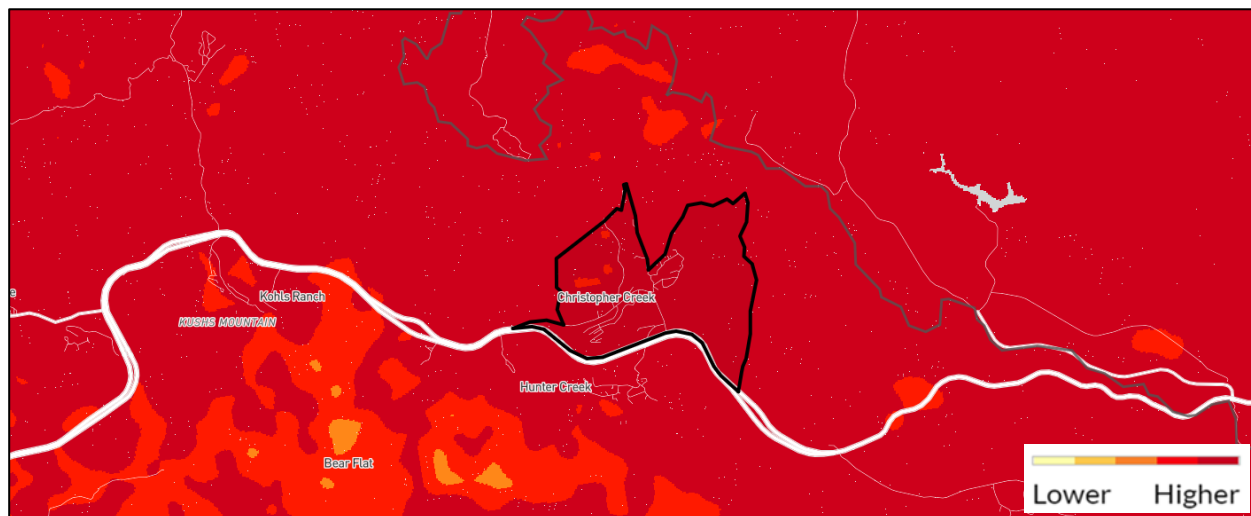 Christopher Creek
Kohls Ranch
e
KUSHS MOUNTAIN
Hunter Creek
Bear Flat
Lower Higher